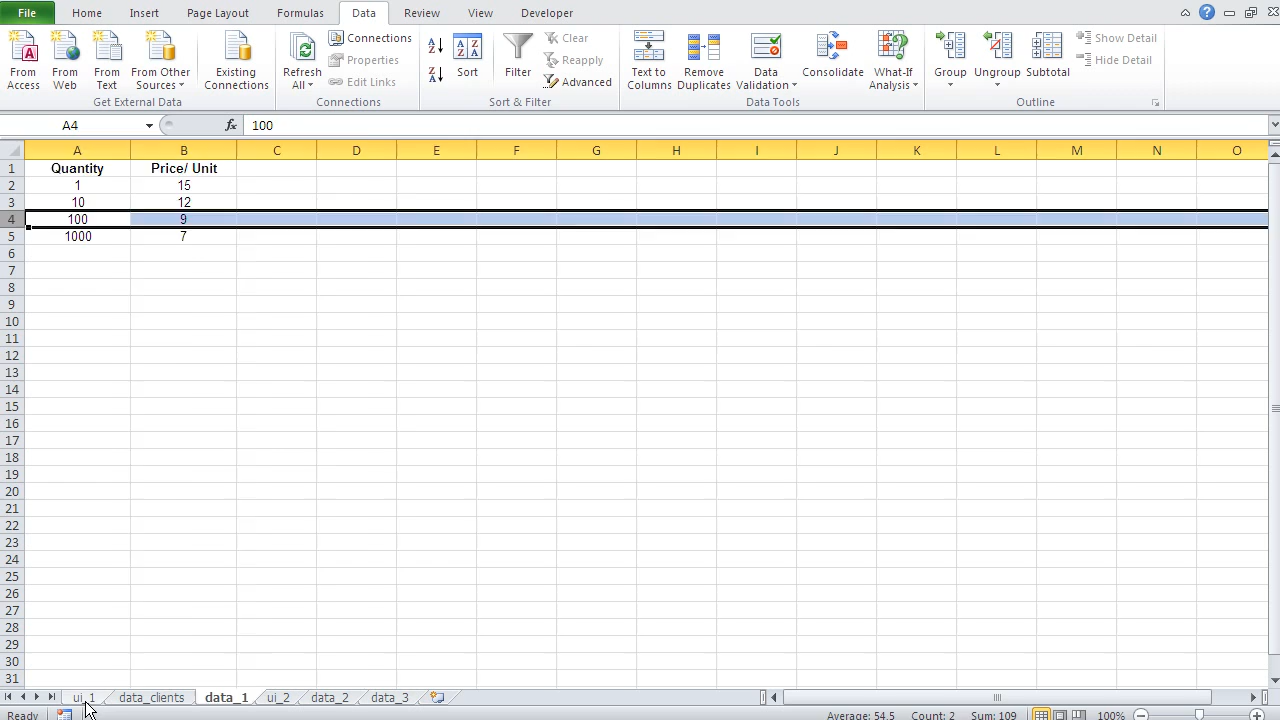 File Home Insert Page Layout Formulas Data Review View Developer
From Access
From Web
From Text
From Other Sources
Existing Connections
Get External Data
Refresh All
Connections
Properties
Edit Links
Connections
Sort
Filter
Clear
Reapply
Advanced
Sort & Filter
Text to Columns
Remove Duplicates
Data Validation
Consolidate
What-If Analysis
Data Tools
Group
Ungroup
Subtotal
Show Detail
Hide Detail
Outline
A4 fx 100
A B C D E F G H I J K L M N O
1 Quantity Price/ Unit
2 1 15
3 10 12
4 100 9
5 1000 7
6
7
8
9
10
11
12
13
14
15
16
17
18
19
20
21
22
23
24
25
26
27
28
29
30
31
ui_1 data_clients data_1 ui_2 data_2 data_3
Ready Average: 54.5 Count: 2 Sum: 109 100%